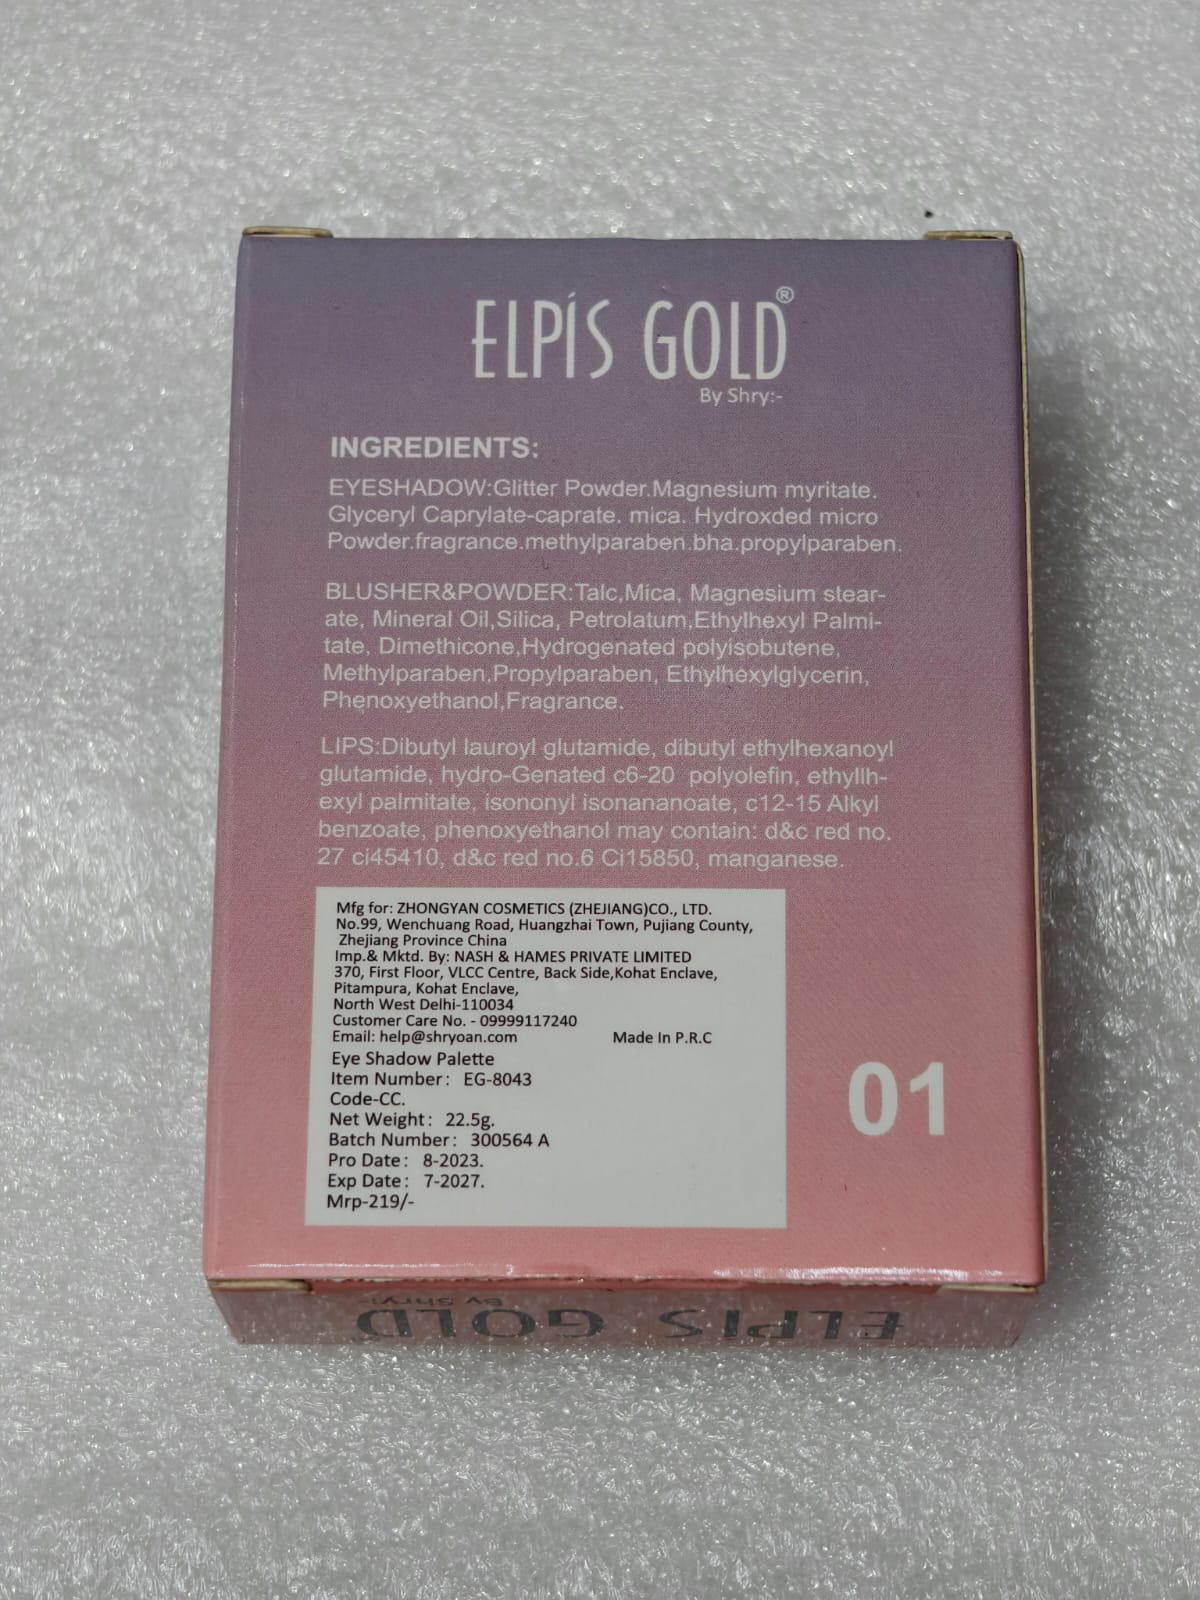 ELPÍS GOLD®
By Shry:-
INGREDIENTS:
EYESHADOW:Glitter Powder.Magnesium myritate.
Glyceryl Caprylate-caprate. mica. Hydroxded micro
Powder.fragrance.methylparaben.bha.propylparaben.
BLUSHER&POWDER:Talc,Mica, Magnesium stear-
ate, Mineral Oil,Silica, Petrolatum,Ethylhexyl Palmi-
tate, Dimethicone,Hydrogenated polyisobutene,
Methylparaben,Propylparaben, Ethylhexylglycerin,
Phenoxyethanol,Fragrance.
LIPS:Dibutyl lauroyl glutamide, dibutyl ethylhexanoyl
glutamide, hydro-Genated c6-20 polyolefin, ethyllh-
exyl palmitate, isononyl isonananoate, c12-15 Alkyl
benzoate, phenoxyethanol may contain: d&c red no.
27 ci45410, d&c red no.6 Ci15850, manganese.
Mfg for: ZHONGYAN COSMETICS (ZHEJIANG)CO., LTD.
No.99, Wenchuang Road, Huangzhai Town, Pujiang County,
Zhejiang Province China
Imp.& Mktd. By: NASH & HAMES PRIVATE LIMITED
370, First Floor, VLCC Centre, Back Side,Kohat Enclave,
Pitampura, Kohat Enclave,
North West Delhi-110034
Customer Care No. - 09999117240
Email: help@shryoan.com Made In P.R.C
Eye Shadow Palette
Item Number: EG-8043
Code-CC.
Net Weight: 22.5g.
Batch Number: 300564 A
Pro Date: 8-2023.
Exp Date: 7-2027.
Mrp-219/-
01
ELPIS GOLD
By Shry: